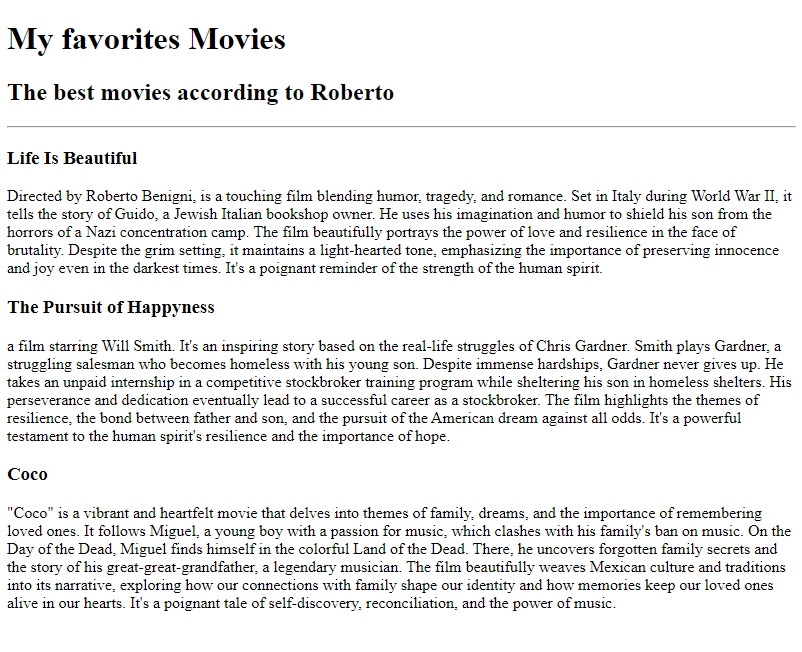 My favorites Movies
The best movies according to Roberto
Life Is Beautiful
Directed by Roberto Benigni, is a touching film blending humor, tragedy, and romance. Set in Italy during World War II, it
tells the story of Guido, a Jewish Italian bookshop owner. He uses his imagination and humor to shield his son from the
horrors of a Nazi concentration camp. The film beautifully portrays the power of love and resilience in the face of
brutality. Despite the grim setting, it maintains a light-hearted tone, emphasizing the importance of preserving innocence
and joy even in the darkest times. It's a poignant reminder of the strength of the human spirit.
The Pursuit of Happyness
a film starring Will Smith. It's an inspiring story based on the real-life struggles of Chris Gardner. Smith plays Gardner, a
struggling salesman who becomes homeless with his young son. Despite immense hardships, Gardner never gives up. He
takes an unpaid internship in a competitive stockbroker training program while sheltering his son in homeless shelters. His
perseverance and dedication eventually lead to a successful career as a stockbroker. The film highlights the themes of
resilience, the bond between father and son, and the pursuit of the American dream against all odds. It's a powerful
testament to the human spirit's resilience and the importance of hope.
Coco
"Coco" is a vibrant and heartfelt movie that delves into themes of family, dreams, and the importance of remembering
loved ones. It follows Miguel, a young boy with a passion for music, which clashes with his family's ban on music. On the
Day of the Dead, Miguel finds himself in the colorful Land of the Dead. There, he uncovers forgotten family secrets and
the story of his great-great-grandfather, a legendary musician. The film beautifully weaves Mexican culture and traditions
into its narrative, exploring how our connections with family shape our identity and how memories keep our loved ones
alive in our hearts. It's a poignant tale of self-discovery, reconciliation, and the power of music.